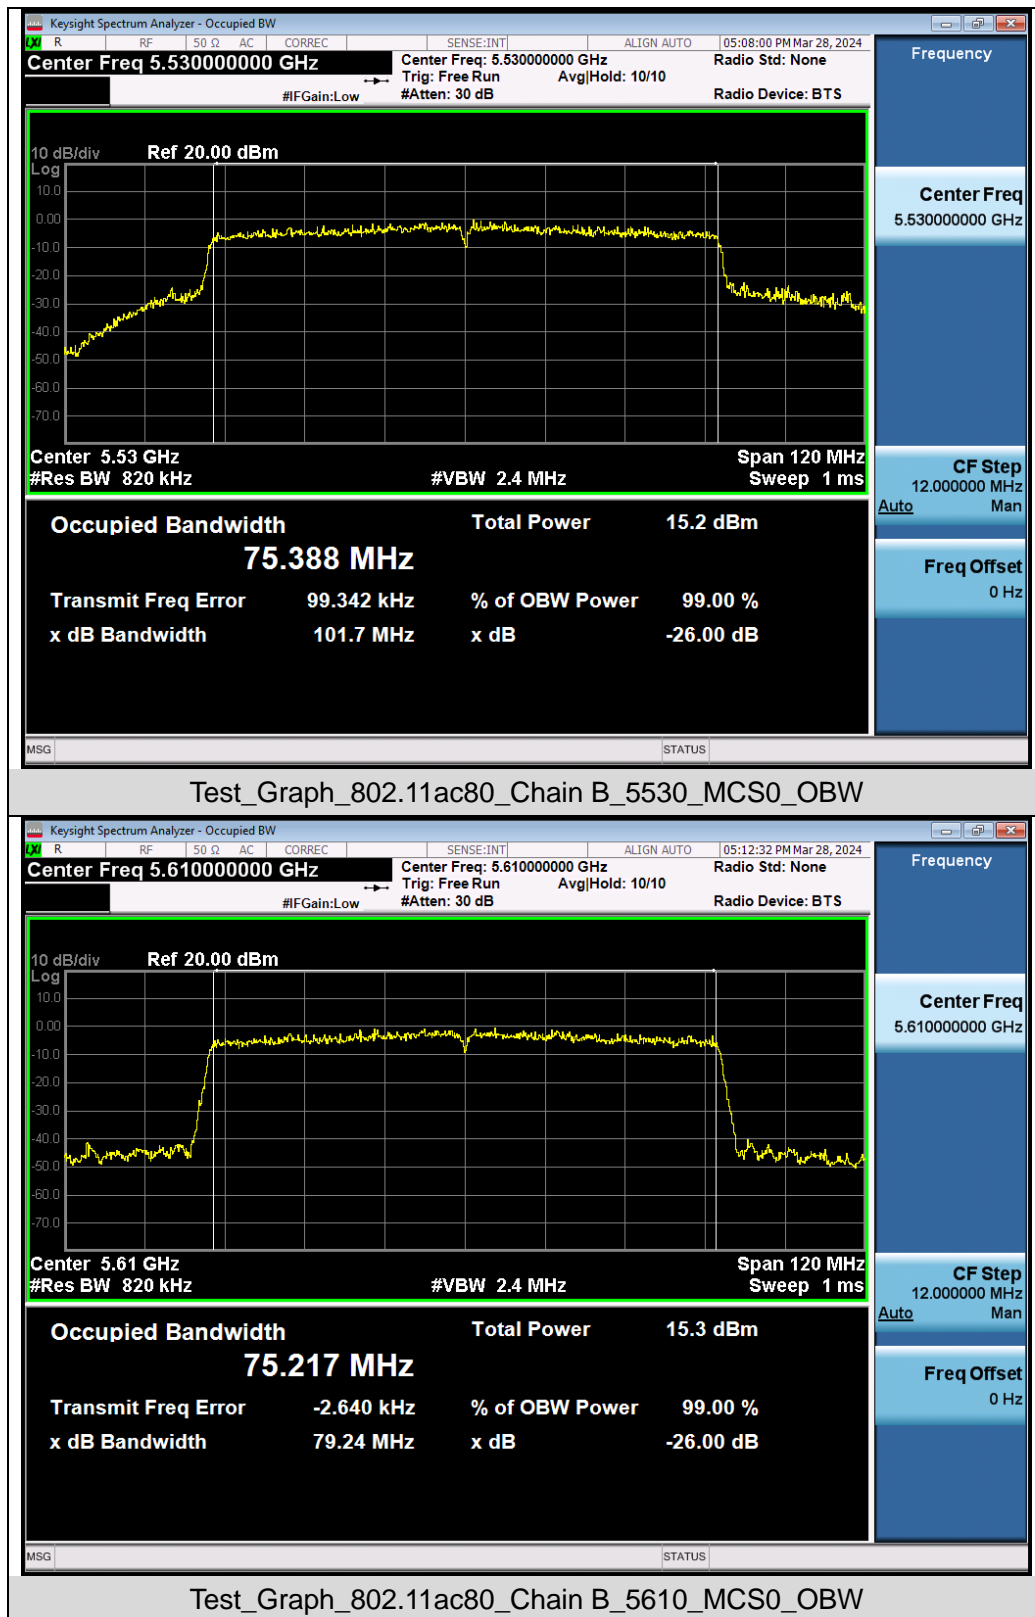 Keysight Spectrum Analyzer - Occupied BW
LXI R RF 50 Ω AC CORREC SENSE:INT ALIGN AUTO 05:08:00 PM Mar 28, 2024
Center Freq 5.530000000 GHz Center Freq: 5.530000000 GHz Radio Std: None
Trig: Free Run Avg|Hold: 10/10
#IFGain:Low #Atten: 30 dB Radio Device: BTS
10 dB/div Ref 20.00 dBm
Log
10.0
0.00
-10.0
-20.0
-30.0
-40.0
-50.0
-60.0
-70.0
Center 5.53 GHz Span 120 MHz
#Res BW 820 kHz #VBW 2.4 MHz Sweep 1 ms
Occupied Bandwidth Total Power 15.2 dBm
75.388 MHz
Transmit Freq Error 99.342 kHz % of OBW Power 99.00 %
x dB Bandwidth 101.7 MHz x dB -26.00 dB
MSG STATUS
Frequency
Center Freq
5.530000000 GHz
CF Step
12.000000 MHz
Auto Man
Freq Offset
0 Hz
Test_Graph_802.11ac80_Chain B_5530_MCS0_OBW
Keysight Spectrum Analyzer - Occupied BW
LXI R RF 50 Ω AC CORREC SENSE:INT ALIGN AUTO 05:12:32 PM Mar 28, 2024
Center Freq 5.610000000 GHz Center Freq: 5.610000000 GHz Radio Std: None
Trig: Free Run Avg|Hold: 10/10
#IFGain:Low #Atten: 30 dB Radio Device: BTS
10 dB/div Ref 20.00 dBm
Log
10.0
0.00
-10.0
-20.0
-30.0
-40.0
-50.0
-60.0
-70.0
Center 5.61 GHz Span 120 MHz
#Res BW 820 kHz #VBW 2.4 MHz Sweep 1 ms
Occupied Bandwidth Total Power 15.3 dBm
75.217 MHz
Transmit Freq Error -2.640 kHz % of OBW Power 99.00 %
x dB Bandwidth 79.24 MHz x dB -26.00 dB
MSG STATUS
Frequency
Center Freq
5.610000000 GHz
CF Step
12.000000 MHz
Auto Man
Freq Offset
0 Hz
Test_Graph_802.11ac80_Chain B_5610_MCS0_OBW